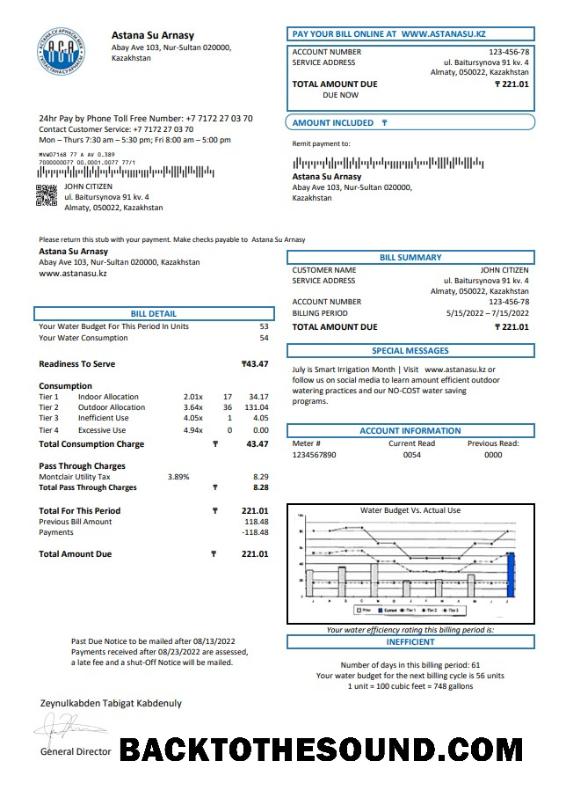 Astana Su Arnasy
Abay Ave 103, Nur-Sultan 020000,
Kazakhstan
24hr Pay by Phone Toll Free Number: +7 7172 27 03 70
Contact Customer Service: +7 7172 27 03 70
Mon – Thurs 7:30 am – 5:30 pm; Fri 8:00 am – 5:00 pm
MVW07168 77 A AV 0.389
7000000077 00.0001.0077 77/1
JOHN CITIZEN
ul. Baitursynova 91 kv. 4
Almaty, 050022, Kazakhstan
PAY YOUR BILL ONLINE AT WWW.ASTANASU.KZ
ACCOUNT NUMBER 123-456-78
SERVICE ADDRESS ul. Baitursynova 91 kv. 4
Almaty, 050022, Kazakhstan
TOTAL AMOUNT DUE ₸ 221.01
DUE NOW
AMOUNT INCLUDED ₸
Remit payment to:
Astana Su Arnasy
Abay Ave 103, Nur-Sultan 020000,
Kazakhstan
Please return this stub with your payment. Make checks payable to Astana Su Arnasy
Astana Su Arnasy
Abay Ave 103, Nur-Sultan 020000, Kazakhstan
www.astanasu.kz
BILL DETAIL
Your Water Budget For This Period In Units 53
Your Water Consumption 54
Readiness To Serve ₸43.47
Consumption
Tier 1 Indoor Allocation 2.01x 17 34.17
Tier 2 Outdoor Allocation 3.64x 36 131.04
Tier 3 Inefficient Use 4.05x 1 4.05
Tier 4 Excessive Use 4.94x 0 0.00
Total Consumption Charge ₸ 43.47
Pass Through Charges
Montclair Utility Tax 3.89% 8.29
Total Pass Through Charges ₸ 8.28
Total For This Period ₸ 221.01
Previous Bill Amount 118.48
Payments -118.48
Total Amount Due ₸ 221.01
BILL SUMMARY
CUSTOMER NAME JOHN CITIZEN
SERVICE ADDRESS ul. Baitursynova 91 kv. 4
Almaty, 050022, Kazakhstan
ACCOUNT NUMBER 123-456-78
BILLING PERIOD 5/15/2022 – 7/15/2022
TOTAL AMOUNT DUE ₸ 221.01
SPECIAL MESSAGES
July is Smart Irrigation Month | Visit www.astanasu.kz or
follow us on social media to learn amount efficient outdoor
watering practices and our NO-COST water saving
programs.
ACCOUNT INFORMATION
Meter # Current Read Previous Read:
1234567890 0054 0000
Water Budget Vs. Actual Use
Your water efficiency rating this billing period is:
INEFFICIENT
Number of days in this billing period: 61
Your water budget for the next billing cycle is 56 units
1 unit = 100 cubic feet = 748 gallons
Past Due Notice to be mailed after 08/13/2022
Payments received after 08/23/2022 are assessed,
a late fee and a shut-Off Notice will be mailed.
Zeynulkabden Tabigat Kabdenuly
General Director
BACKTOTHESOUND.COM